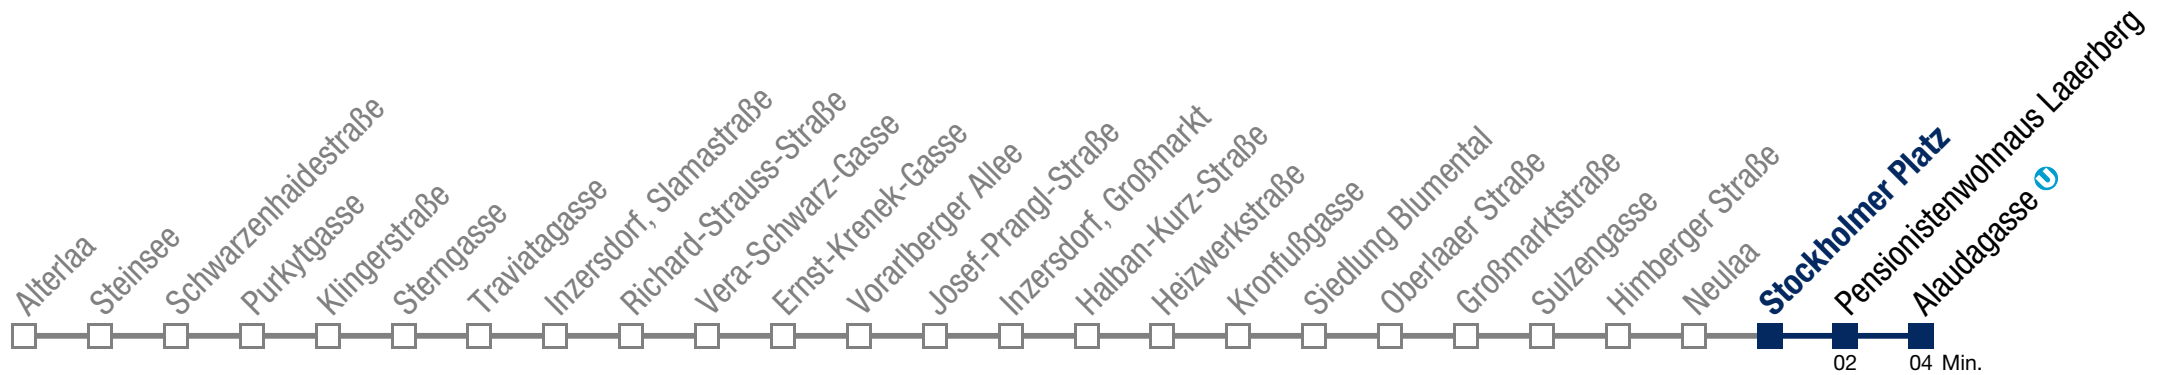 Alterlaa
Steinsee
Schwarzenhaidestraße
Purkytgasse
Klingerstraße
Sterngasse
Traviatagasse
Inzersdorf, Slamastraße
Richard-Strauss-Straße
Vera-Schwarz-Gasse
Ernst-Krenek-Gasse
Vorarlberger Allee
Josef-Prangl-Straße
Inzersdorf, Großmarkt
Halban-Kurz-Straße
Heizwerkstraße
Kronfußgasse
Siedlung Blumental
Oberlaaer Straße
Großmarktstraße
Sulzengasse
Himberger Straße
Neulaa
Stockholmer Platz
Pensionistenwohnhaus Laaerberg
Alaudagasse U
02 04 Min.